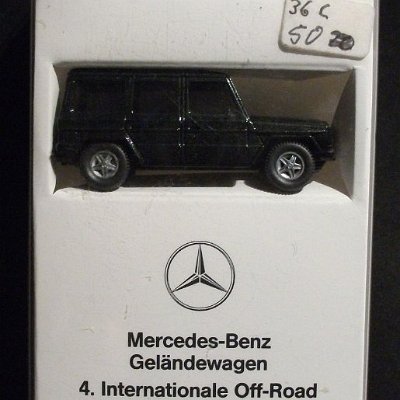 36 c
50 20
Mercedes-Benz
Geländewagen
4. Internationale Off-Road